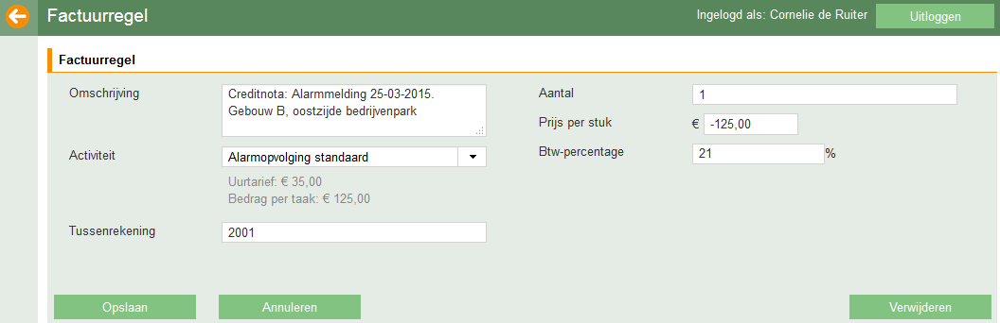 Factuurregel
Ingelogd als: Cornelie de Ruiter
Uitloggen
Factuurregel
Omschrijving
Creditnota: Alarmmelding 25-03-2015.
Gebouw B, oostzijde bedrijvenpark
Activiteit
Alarmopvolging standaard
Uurtarief: € 35,00
Bedrag per taak: € 125,00
Tussenrekening
2001
Aantal
1
Prijs per stuk
€ -125,00
Btw-percentage
21 %
Opslaan
Annuleren
Verwijderen